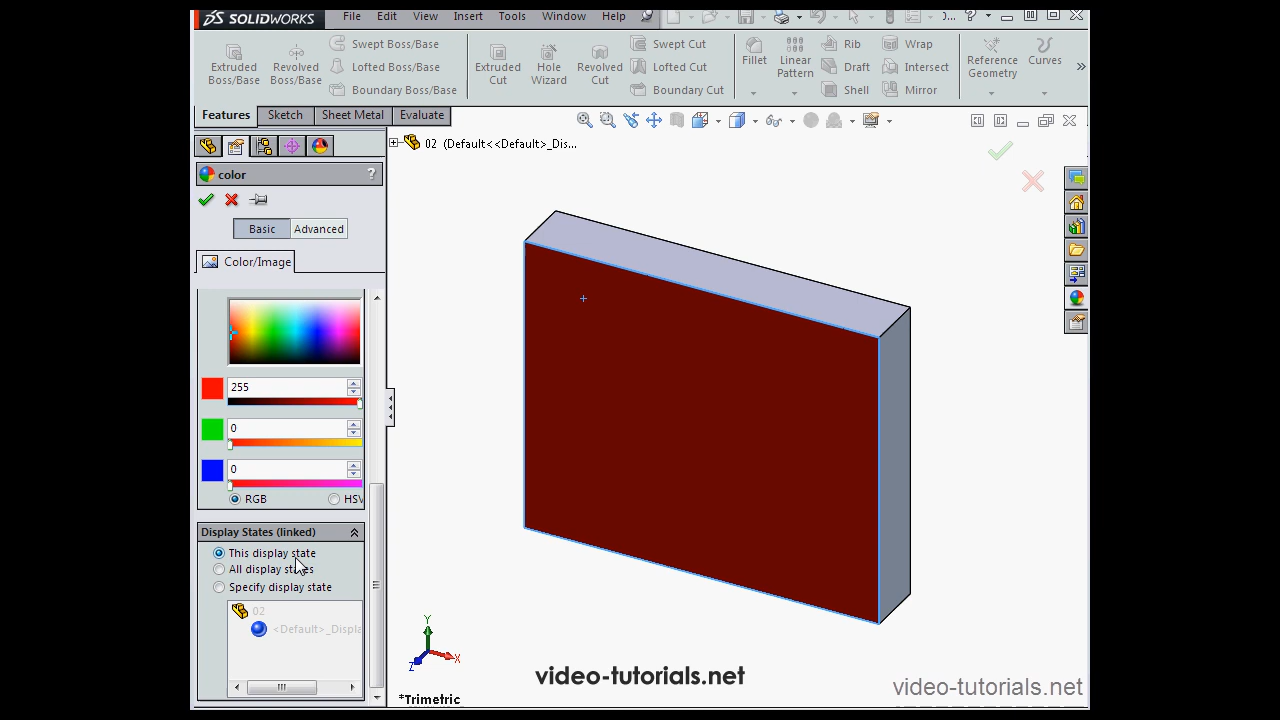 SOLIDWORKS File Edit View Insert Tools Window Help )... ?
Extruded Boss/Base
Revolved Boss/Base
Swept Boss/Base
Lofted Boss/Base
Boundary Boss/Base
Extruded Cut
Hole Wizard
Revolved Cut
Swept Cut
Lofted Cut
Boundary Cut
Fillet
Linear Pattern
Rib
Draft
Shell
Wrap
Intersect
Mirror
Reference Geometry
Curves
Features Sketch Sheet Metal Evaluate
02 (Default<<Default>_Dis...
color ?
Basic Advanced
Color/Image
255
0
0
RGB HSV
Display States (linked)
This display state
All display states
Specify display state
02
<Default>_Displa
Y
X
Z
*Trimetric
video-tutorials.net
video-tutorials.net